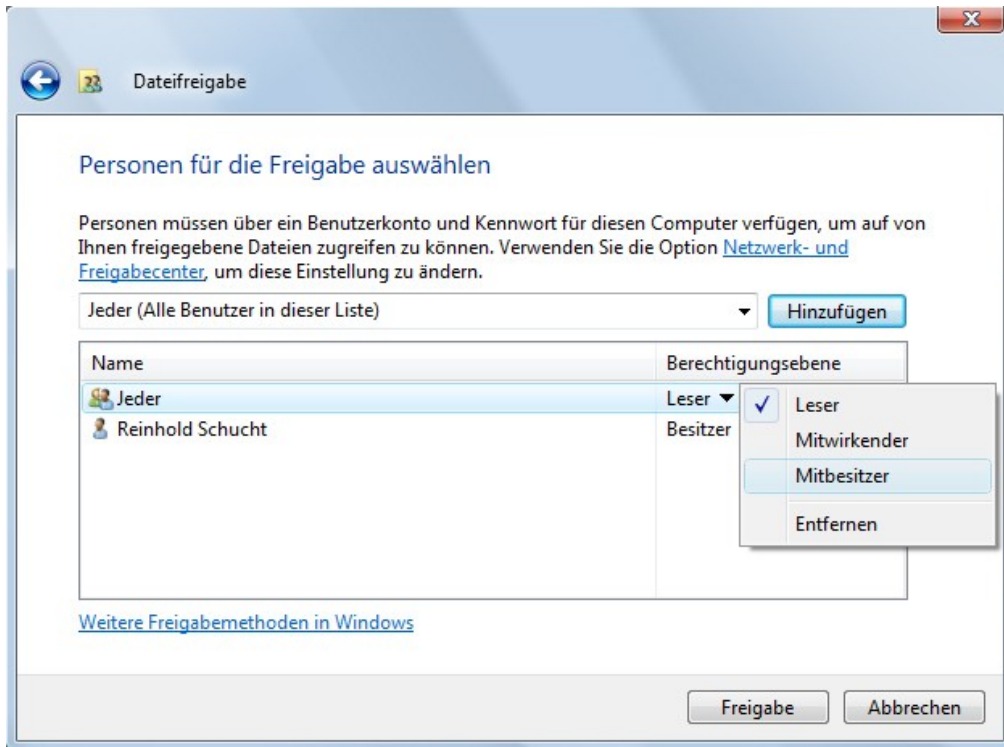 Dateifreigabe
Personen für die Freigabe auswählen
Personen müssen über ein Benutzerkonto und Kennwort für diesen Computer verfügen, um auf von
Ihnen freigegebene Dateien zugreifen zu können. Verwenden Sie die Option Netzwerk- und
Freigabecenter, um diese Einstellung zu ändern.
Jeder (Alle Benutzer in dieser Liste) Hinzufügen
Name Berechtigungsebene
Jeder Leser
Reinhold Schucht Besitzer
Leser
Mitwirkender
Mitbesitzer
Entfernen
Weitere Freigabemethoden in Windows
Freigabe Abbrechen